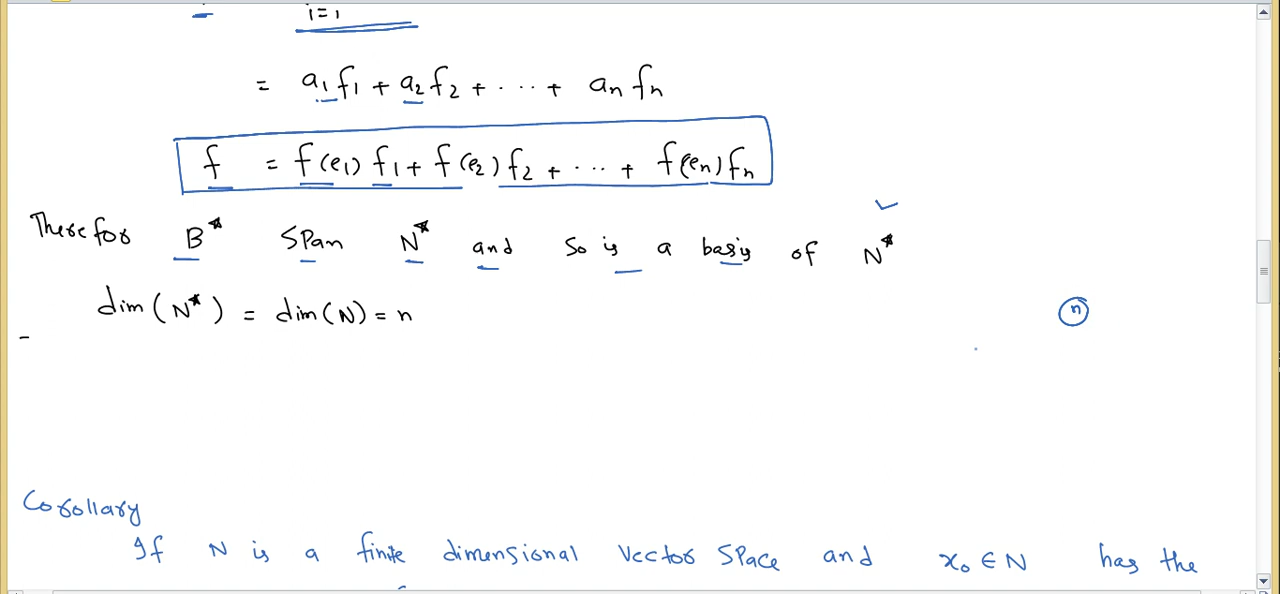 i=1
= a1f1 + a2f2 + ... + anfn
f = f(e1)f1 + f(e2)f2 + ... + f(en)fn
Therefor B* span N* and so is a basis of N*
dim(N*) = dim(N) = n
n
Corollary
If N is a finite dimensional vector space and x0 ∈ N has the